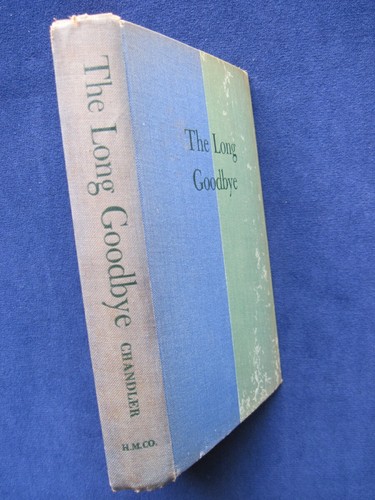 The Long Goodbye
CHANDLER
H.M.CO.
The Long
Goodbye